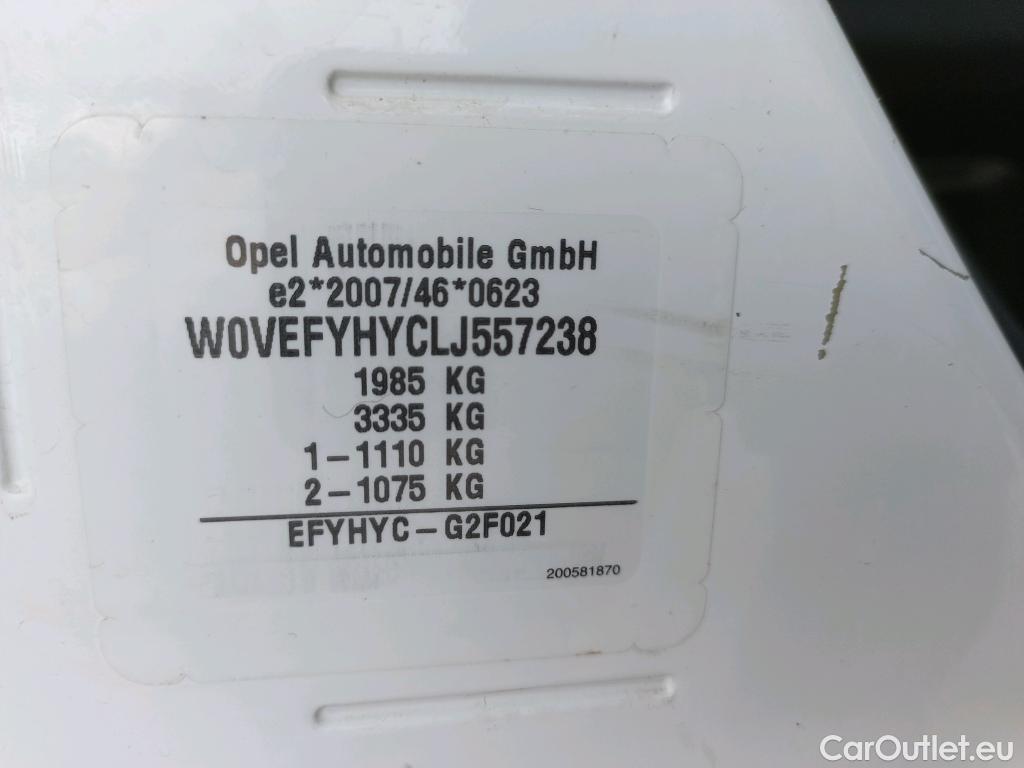 Opel Automobile GmbH
e2*2007/46*0623
W0VEFYHYCLJ557238
1985 KG
3335 KG
1-1110 KG
2-1075 KG
EFYHYC-G2F021
200581870
CarOutlet.eu